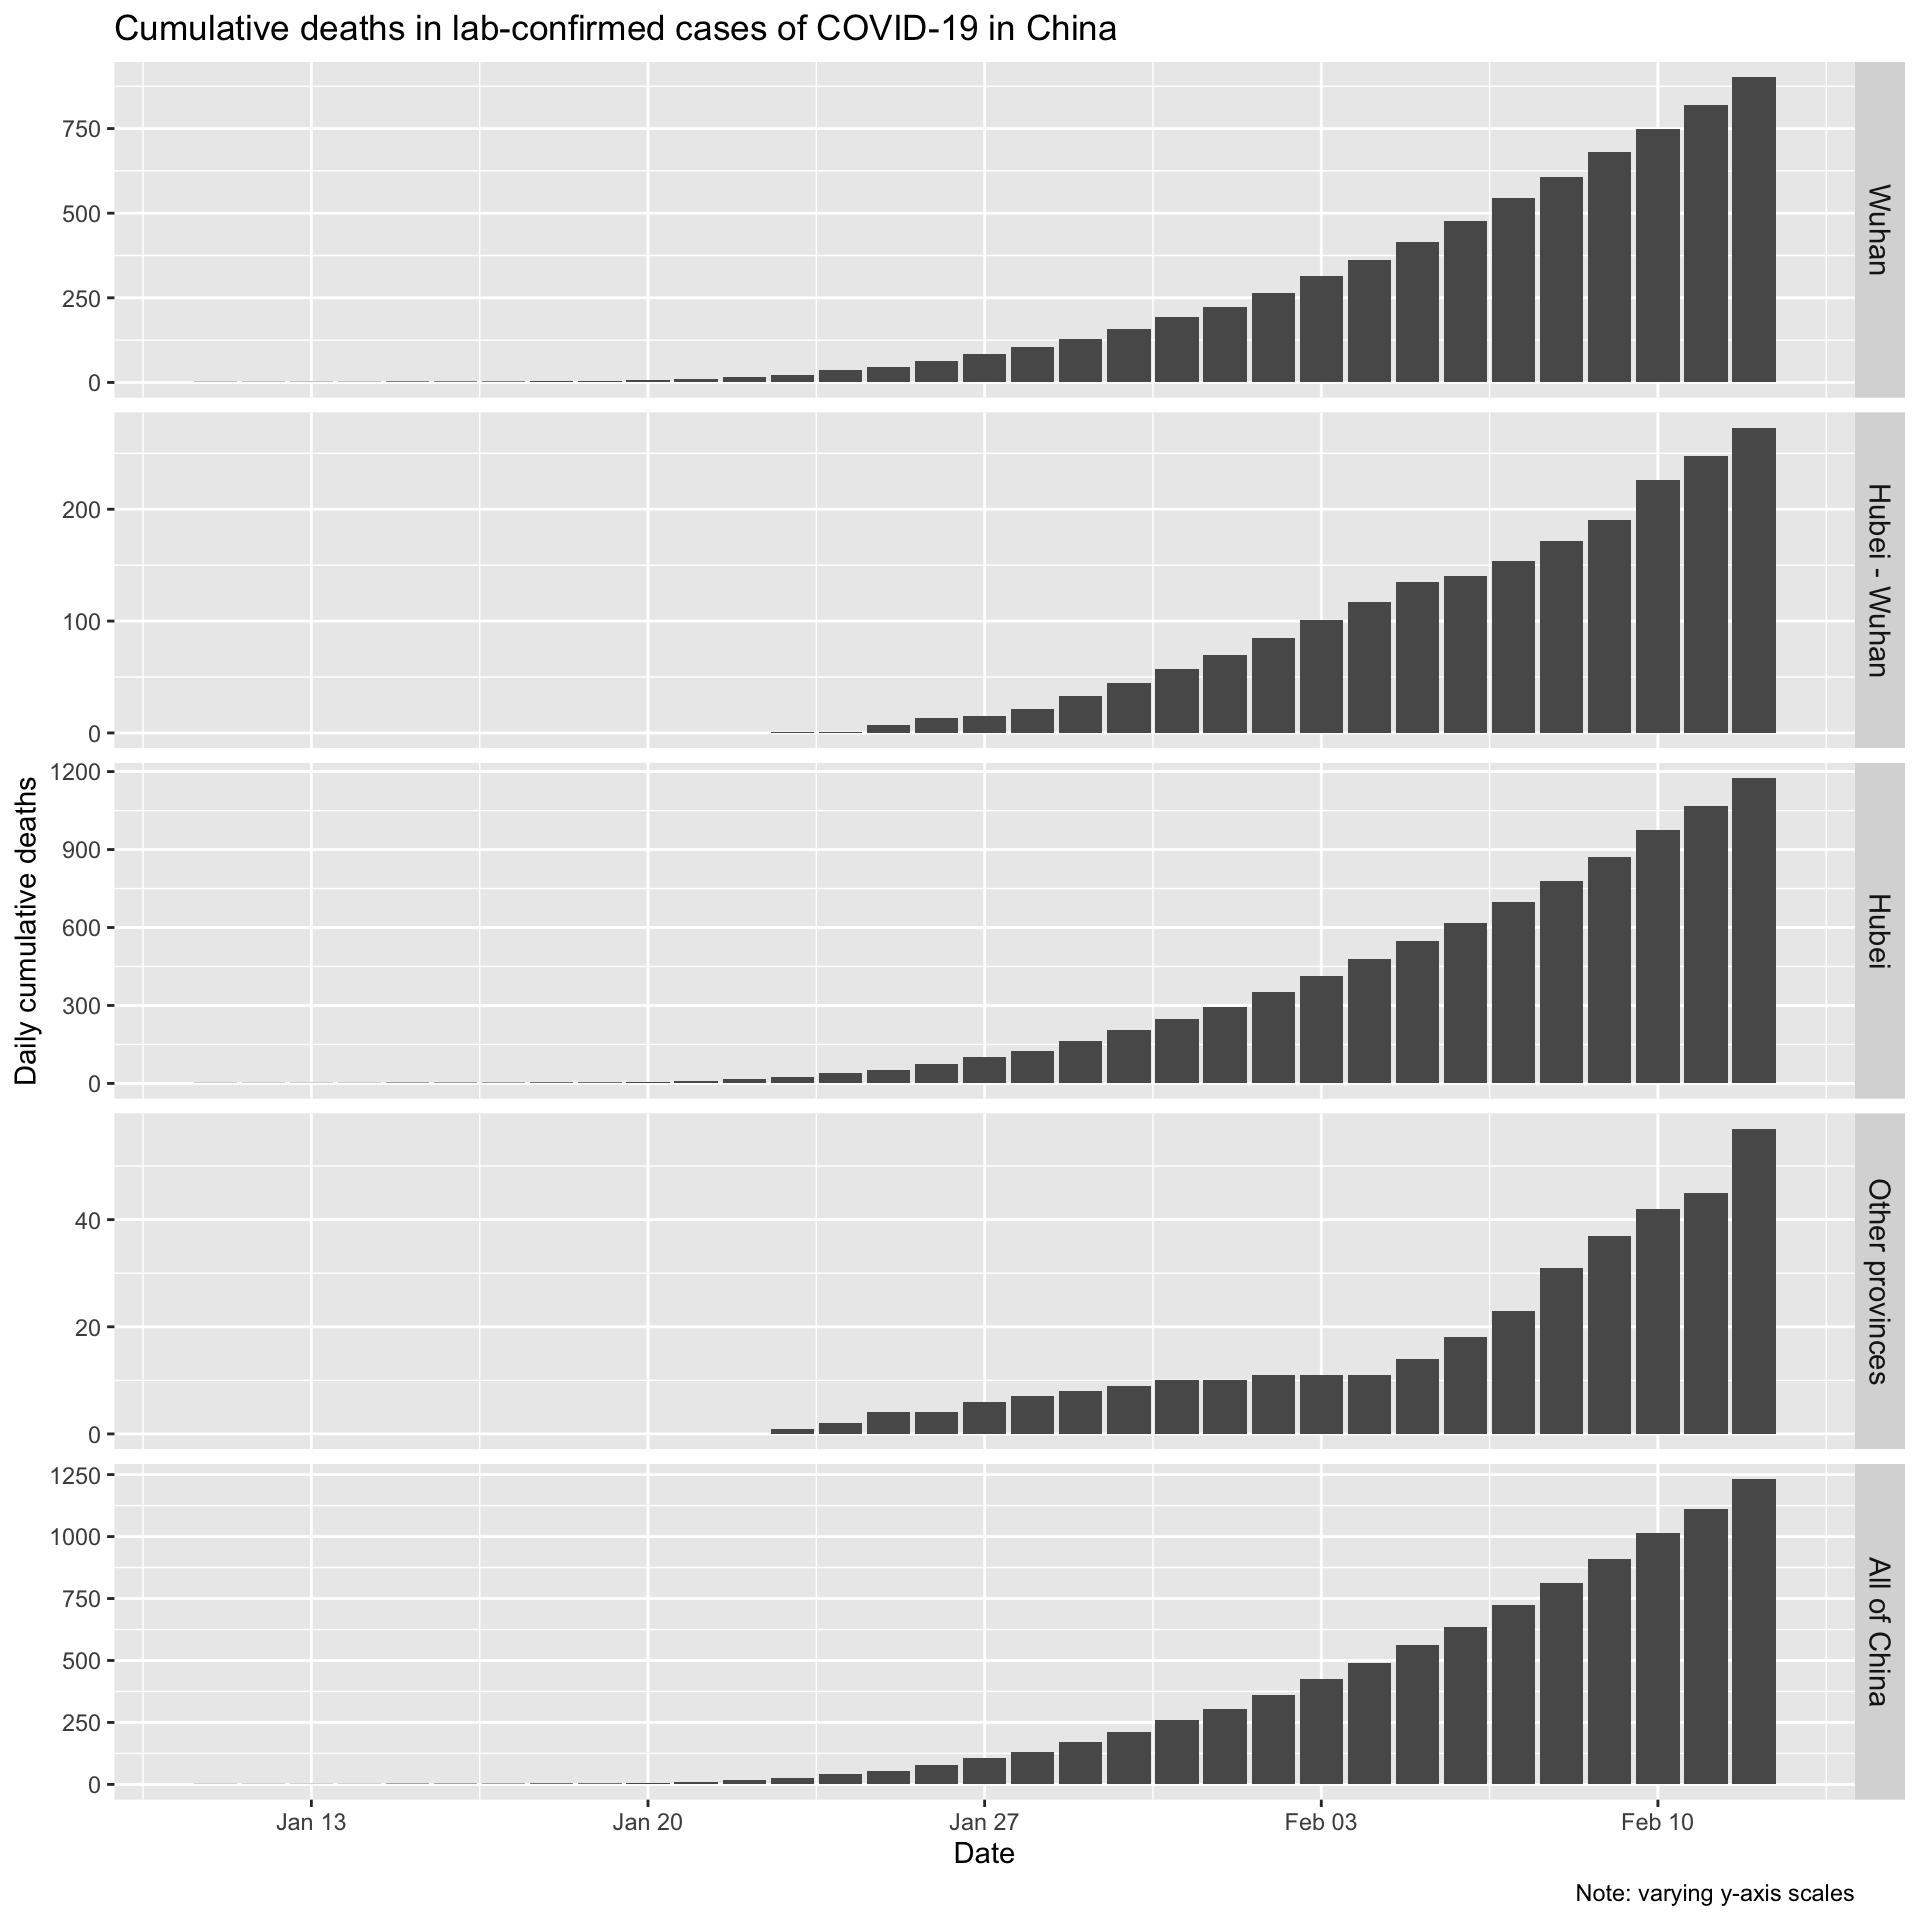 Cumulative deaths in lab-confirmed cases of COVID-19 in China
Daily cumulative deaths
750
500
250
0
Wuhan
200
100
0
Hubei - Wuhan
1200
900
600
300
0
Hubei
40
20
0
Other provinces
1250
1000
750
500
250
0
All of China
Jan 13 Jan 20 Jan 27 Feb 03 Feb 10
Date
Note: varying y-axis scales